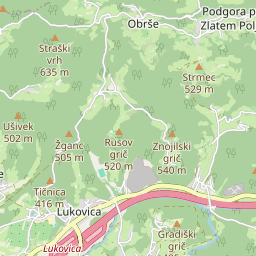 Obrše
Podgora p
Zlatem Polj
Straški
vrh
635 m
Strmec
529 m
Ušivek
502 m
Žganc
505 m
Rusov
grič
520 m
Znojilski
grič
540 m
Tičnica
416 m
Lukovica
Lukovica
Gradiški
grič